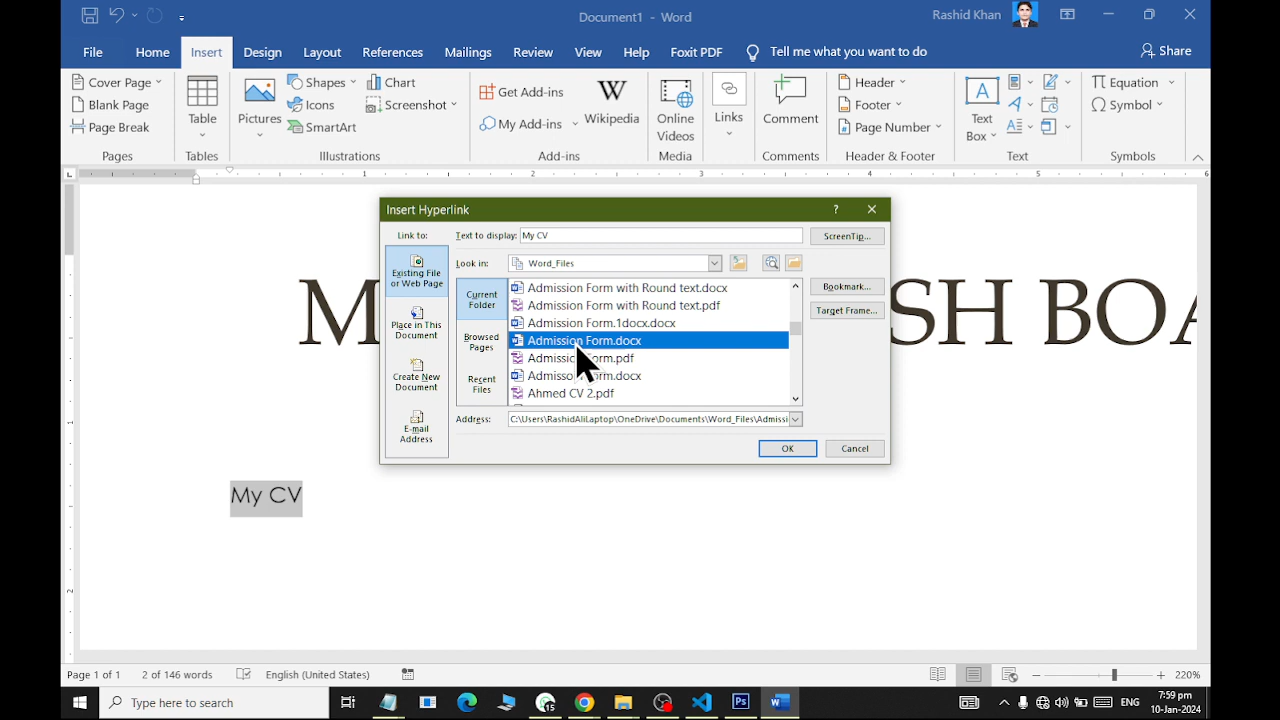 Document1 - Word
Rashid Khan
File Home Insert Design Layout References Mailings Review View Help Foxit PDF Tell me what you want to do Share
Cover Page
Blank Page
Page Break
Pages
Table
Tables
Pictures
Shapes
Icons
SmartArt
Chart
Screenshot
Illustrations
Get Add-ins
My Add-ins
Wikipedia
Add-ins
Online
Videos
Media
Links
Comment
Comments
Header
Footer
Page Number
Header & Footer
Text
Box
Text
Equation
Symbol
Symbols
1 2 3 4 5 6
Insert Hyperlink
Link to:
Text to display: My CV
ScreenTip...
Existing File
or Web Page
Place in This
Document
Create New
Document
E-mail
Address
Look in: Word_Files
Current
Folder
Browsed
Pages
Recent
Files
Admission Form with Round text.docx
Admission Form with Round text.pdf
Admission Form.1docx.docx
Admission Form.docx
Ahmed CV 2.pdf
Bookmark...
Target Frame...
Address: C:\Users\RashidAliLaptop\OneDrive\Documents\Word_Files\Admissi
OK Cancel
M SH BOA
My CV
Page 1 of 1 2 of 146 words English (United States) 220%
Type here to search
15
ENG
7:59 pm
10-Jan-2024